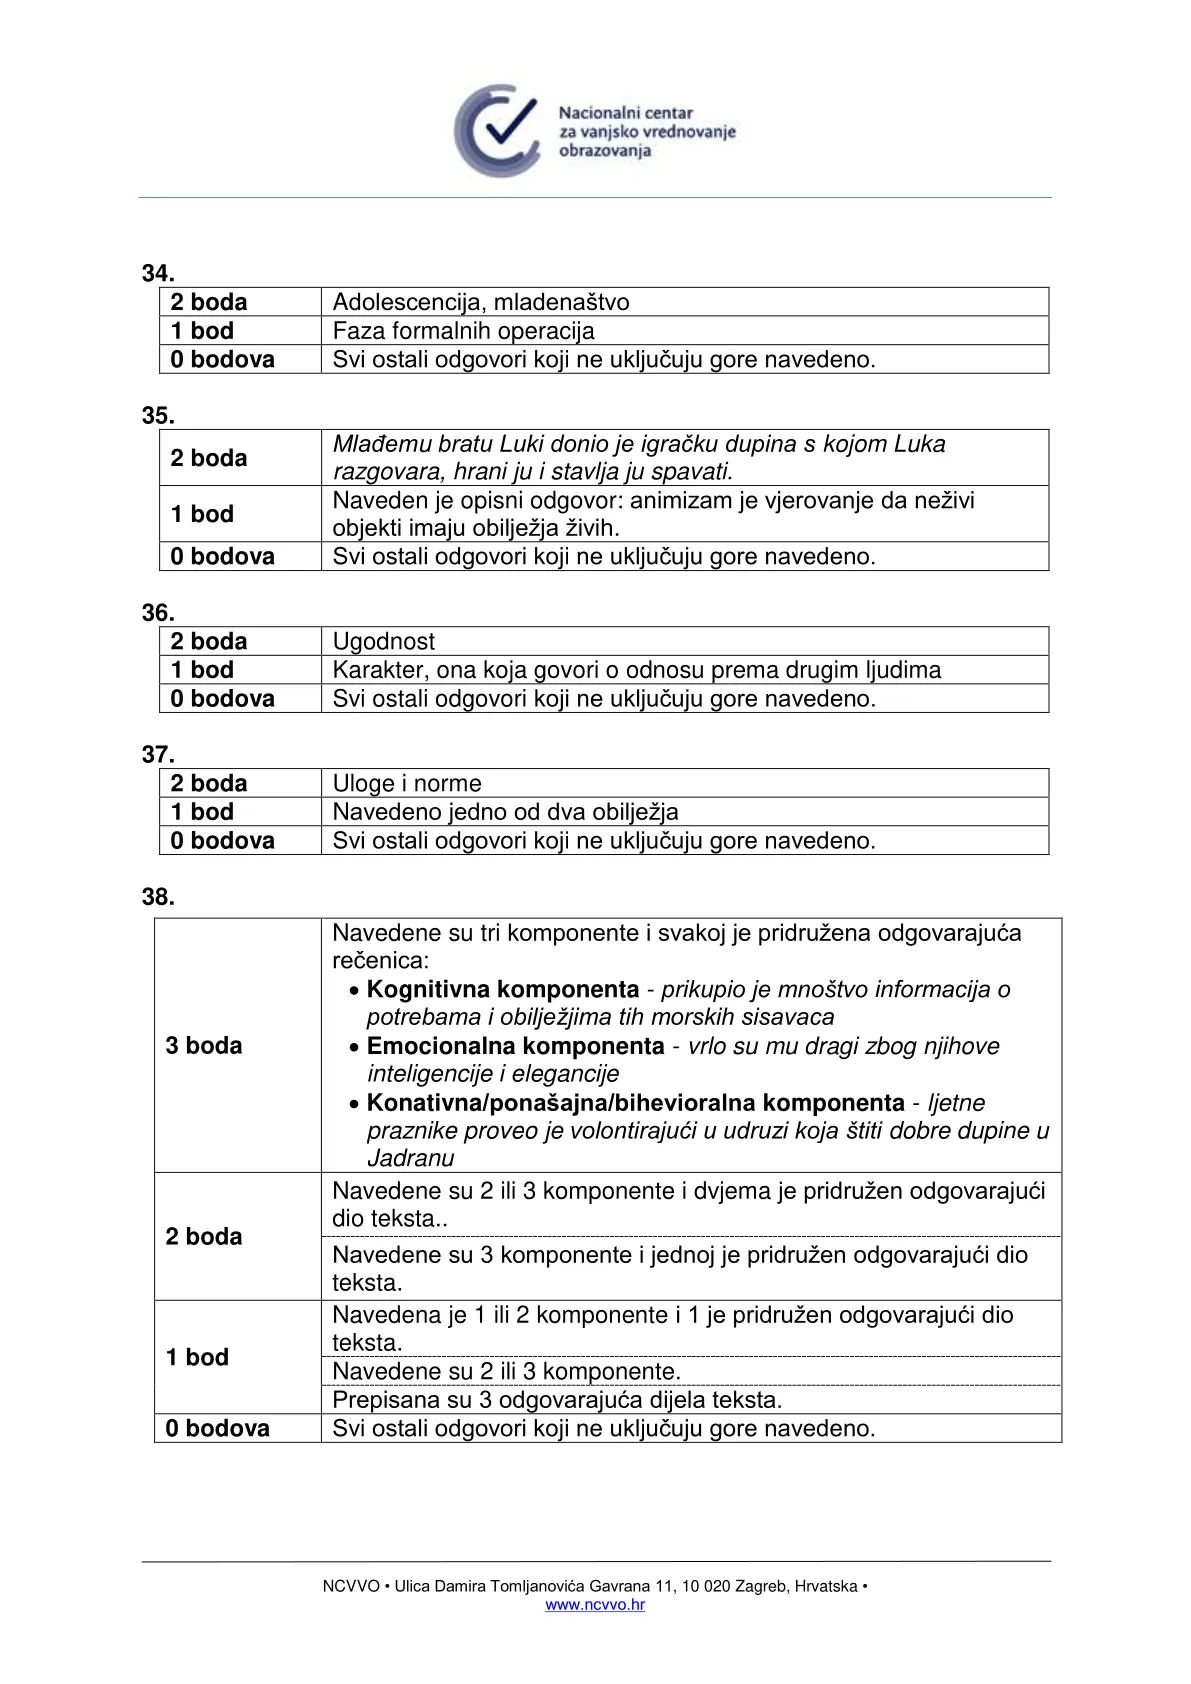 Nacionalni centar
za vanjsko vrednovanje
obrazovanja
34.
2 boda Adolescencija, mladenaštvo
1 bod Faza formalnih operacija
0 bodova Svi ostali odgovori koji ne uključuju gore navedeno.
35.
2 boda Mlađemu bratu Luki donio je igračku dupina s kojom Luka
razgovara, hrani ju i stavlja ju spavati.
1 bod Naveden je opisni odgovor: animizam je vjerovanje da neživi
objekti imaju obilježja živih.
0 bodova Svi ostali odgovori koji ne uključuju gore navedeno.
36.
2 boda Ugodnost
1 bod Karakter, ona koja govori o odnosu prema drugim ljudima
0 bodova Svi ostali odgovori koji ne uključuju gore navedeno.
37.
2 boda Uloge i norme
1 bod Navedeno jedno od dva obilježja
0 bodova Svi ostali odgovori koji ne uključuju gore navedeno.
38.
3 boda Navedene su tri komponente i svakoj je pridružena odgovarajuća
rečenica:
• Kognitivna komponenta - prikupio je mnoštvo informacija o
potrebama i obilježjima tih morskih sisavaca
• Emocionalna komponenta - vrlo su mu dragi zbog njihove
inteligencije i elegancije
• Konativna/ponašajna/bihevioralna komponenta - ljetne
praznike proveo je volontirajući u udruzi koja štiti dobre dupine u
Jadranu
2 boda Navedene su 2 ili 3 komponente i dvjema je pridružen odgovarajući
dio teksta..
Navedene su 3 komponente i jednoj je pridružen odgovarajući dio
teksta.
1 bod Navedena je 1 ili 2 komponente i 1 je pridružen odgovarajući dio
teksta.
Navedene su 2 ili 3 komponente.
Prepisana su 3 odgovarajuća dijela teksta.
0 bodova Svi ostali odgovori koji ne uključuju gore navedeno.
NCVVO • Ulica Damira Tomljanovića Gavrana 11, 10 020 Zagreb, Hrvatska •
www.ncvvo.hr